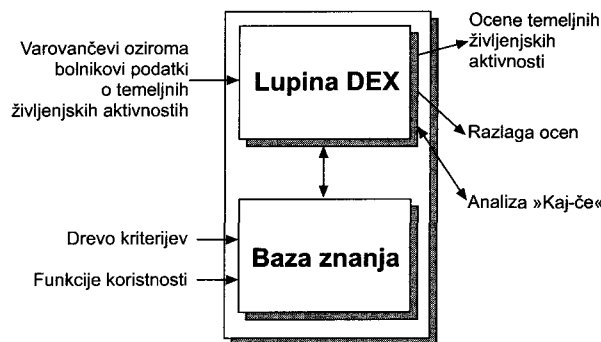 Varovančevi oziroma
bolnikovi podatki
o temeljnih
življenjskih aktivnostih
Lupina DEX
Ocene temeljnih
življenjskih
aktivnosti
Razlaga ocen
Analiza »Kaj-če«
Drevo kriterijev
Funkcije koristnosti
Baza znanja